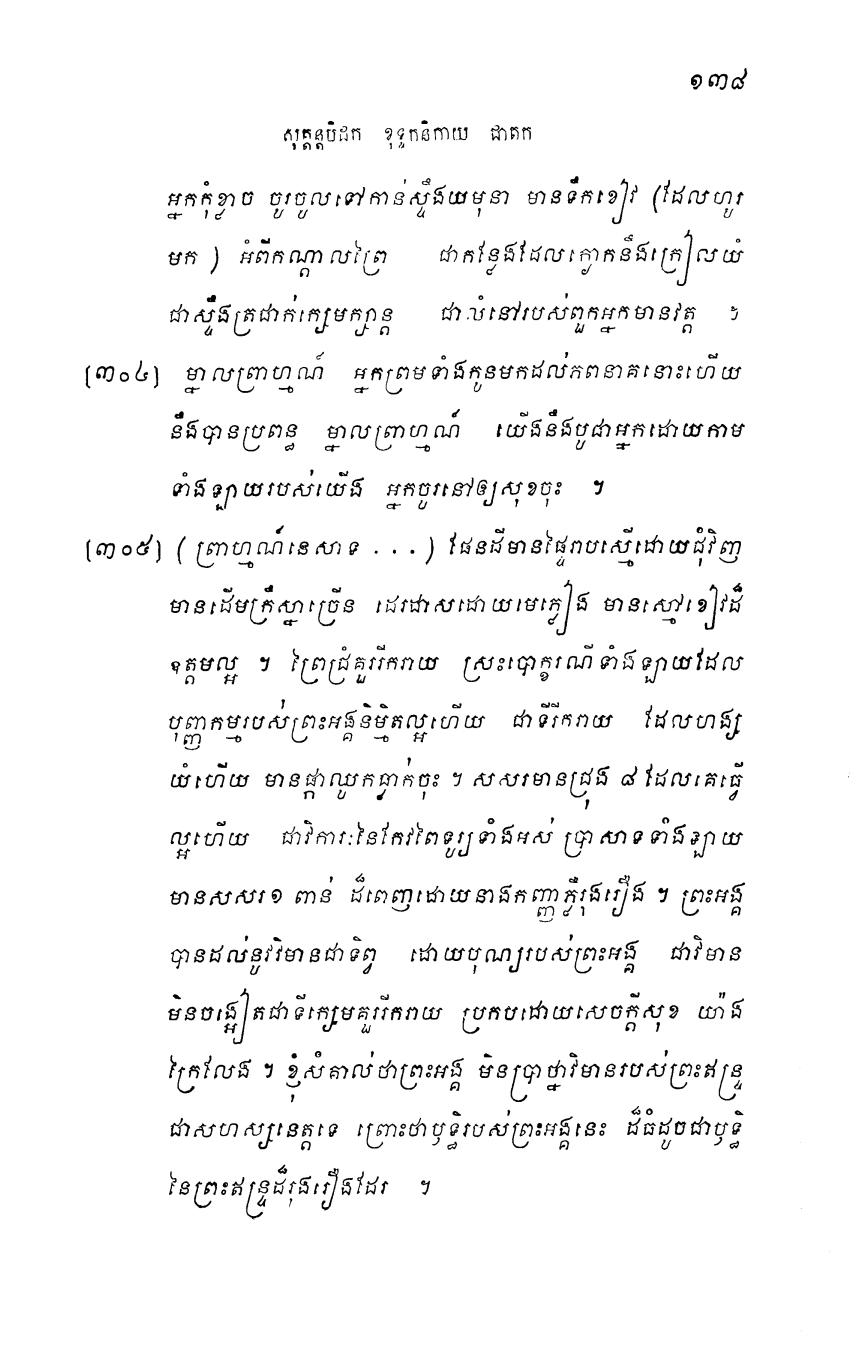 ១៣៨
សុត្តន្តបិដក ខុទ្ទកនិកាយ ជាតក
អ្នកកុំខ្លាច ចូរចូលទៅកាន់ស្ទឹងយមុនា មានទឹកខៀវ (ដែលហូរ
មក ) អំពីកណ្តាលព្រៃ ជាកន្លែងដែលក្ងោកនឹងក្រៀលយំ
ជាស្ទឹងត្រជាក់ក្សេមក្សាន្ត ជាលំនៅរបស់ពួកអ្នកមានវត្ត ។
[៣០៤] ម្នាលព្រាហ្មណ៍ អ្នកព្រមទាំងកូនមកដល់ភពនាគនោះហើយ
នឹងបានប្រពន្ធ ម្នាលព្រាហ្មណ៍ យើងនឹងបូជាអ្នកដោយកាម
ទាំងឡាយរបស់យើង អ្នកចូរនៅឲ្យសុខចុះ ។
[៣០៥] (ព្រាហ្មណ៍នេសាទ . . . ) ផែនដីមានផ្ទៃរាបស្មើដោយជុំវិញ
មានដើមក្រឹស្នាច្រើន ដេរដាសដោយមេភ្លៀង មានស្មៅខៀវដ៏
ឧត្តមល្អ ។ ព្រៃជ្រំគួររីករាយ ស្រះបោក្ខរណីទាំងឡាយដែល
បុញ្ញកម្មរបស់ព្រះអង្គនិម្មិតល្អហើយ ជាទីរីករាយ ដែលហង្ស
យំហើយ មានផ្កាឈូកធ្លាក់ចុះ ។ សសរមានជ្រុង ៨ ដែលគេធ្វើ
ល្អហើយ ជាវិការៈនៃកែវពៃទូរ្យទាំងអស់ ប្រាសាទទាំងឡាយ
មានសសរ១ ពាន់ ដ៏ពេញដោយនាងកញ្ញាភ្លឺរុងរឿង ។ ព្រះអង្គ
បានដល់នូវវិមានជាទិព្វ ដោយបុណ្យរបស់ព្រះអង្គ ជាវិមាន
មិនចង្អៀតជាទីក្សេមគួររីករាយ ប្រកបដោយសេចក្តីសុខ យ៉ាង
ក្រៃលែង ។ ខ្ញុំសំគាល់ថាព្រះអង្គ មិនប្រាថ្នាវិមានរបស់ព្រះឥន្ទ្រ
ជាសហស្សនេត្តទេ ព្រោះថាឫទ្ធិរបស់ព្រះអង្គនេះ ដ៏ធំដូចជាឫទ្ធិ
នៃព្រះឥន្ទ្រដ៏រុងរឿងដែរ ។